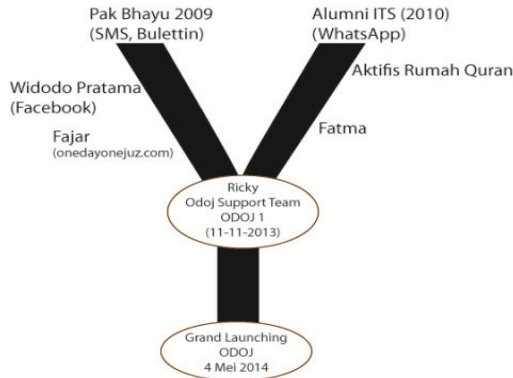 Pak Bhayu 2009
(SMS, Bulettin)
Alumni ITS (2010)
(WhatsApp)
Widodo Pratama
(Facebook)
Aktifis Rumah Quran
Fajar
(onedayonejuz.com)
Fatma
Ricky
Odoj Support Team
ODOJ 1
(11-11-2013)
Grand Launching
ODOJ
4 Mei 2014